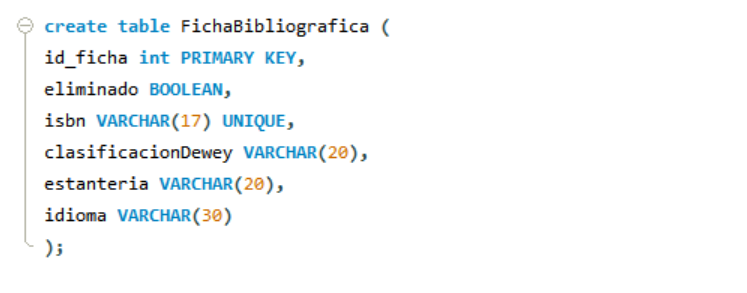 create table FichaBibliografica (
id_ficha int PRIMARY KEY,
eliminado BOOLEAN,
isbn VARCHAR(17) UNIQUE,
clasificacionDewey VARCHAR(20),
estanteria VARCHAR(20),
idioma VARCHAR(30)
);